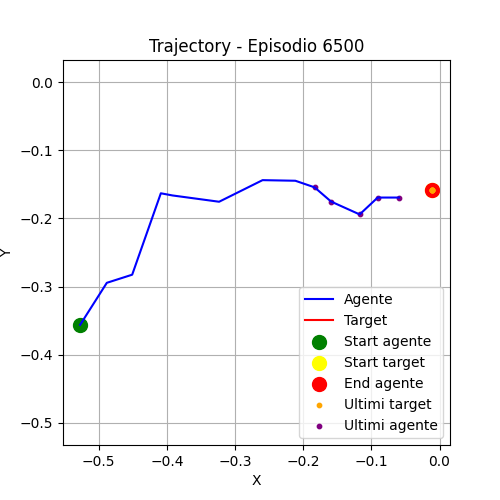 Trajectory - Episodio 6500
0.0
−0.1
−0.2
−0.3
−0.4
−0.5
Y
−0.5 −0.4 −0.3 −0.2 −0.1 0.0
X
Agente
Target
Start agente
Start target
End agente
Ultimi target
Ultimi agente